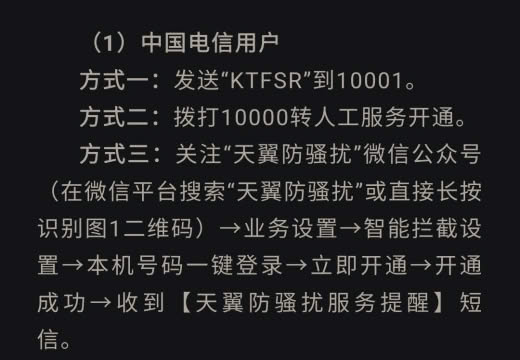 （1）中国电信用户
方式一：发送“KTFSR”到10001。
方式二：拨打10000转人工服务开通。
方式三：关注“天翼防骚扰”微信公众号
（在微信平台搜索“天翼防骚扰”或直接长按
识别图1二维码）→业务设置→智能拦截设
置→本机号码一键登录→立即开通→开通
成功→收到【天翼防骚扰服务提醒】短
信。